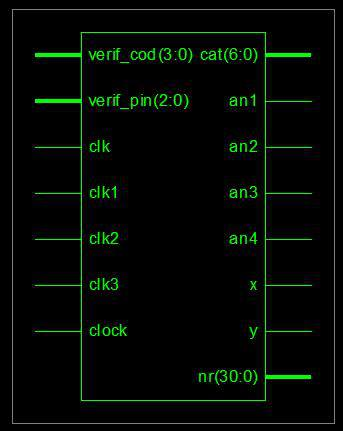 verif_cod(3:0) cat(6:0)
verif_pin(2:0) an1
clk an2
clk1 an3
clk2 an4
clk3 x
clock y
nr(30:0)